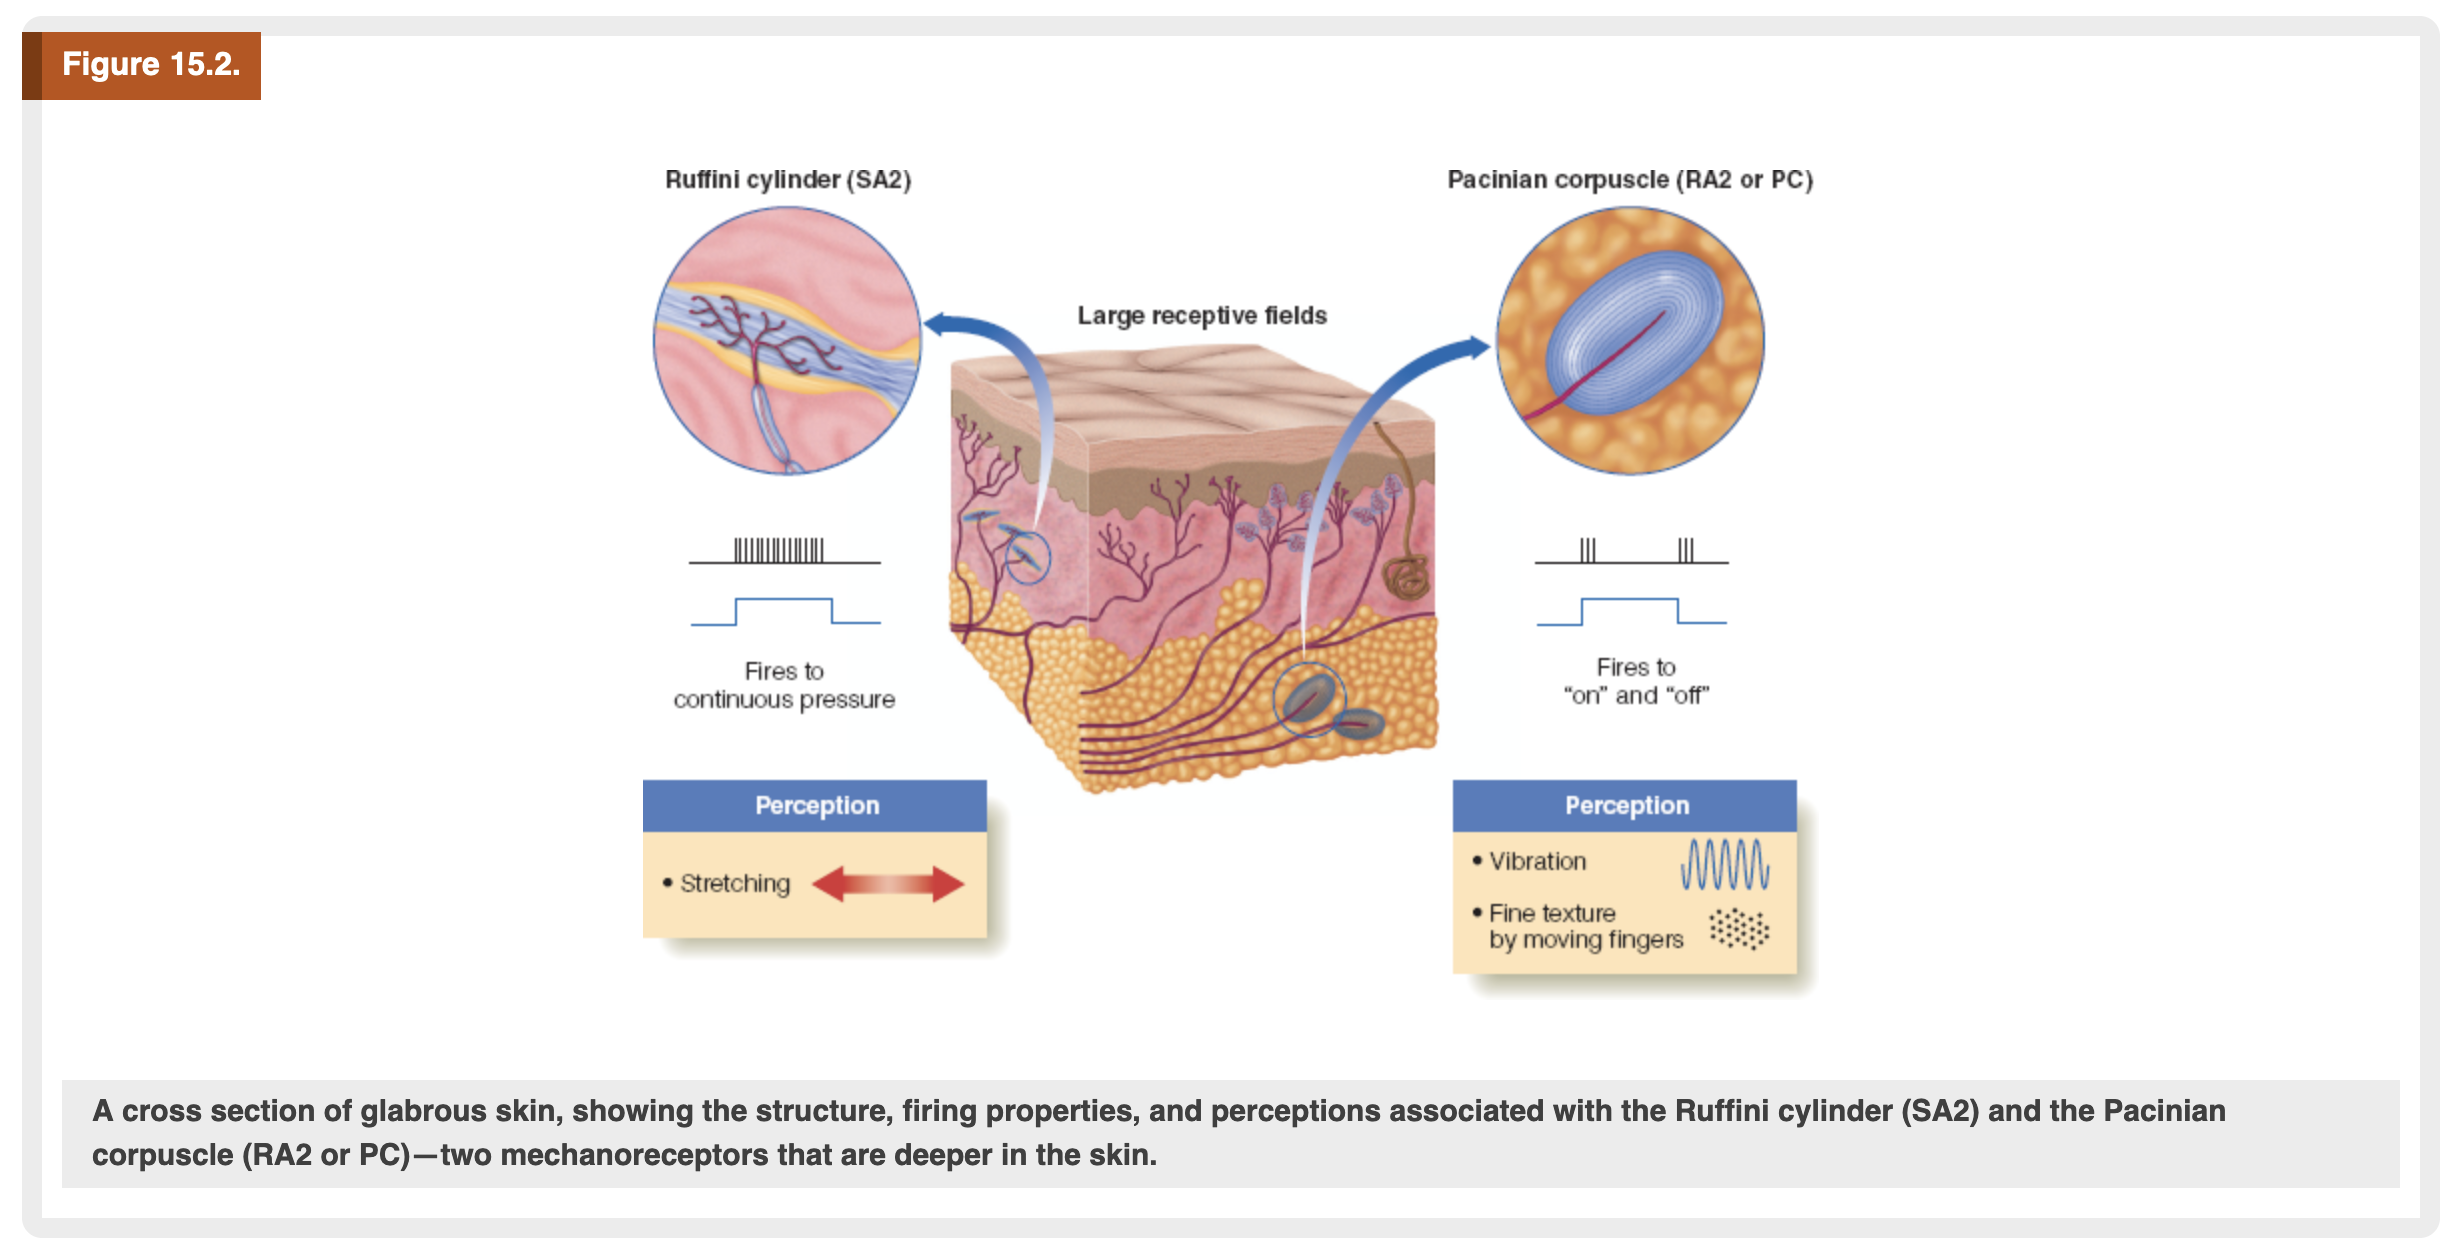 Figure 15.2.
Ruffini cylinder (SA2)
Pacinian corpuscle (RA2 or PC)
Large receptive fields
Fires to
continuous pressure
Fires to
“on” and “off”
Perception
• Stretching
Perception
• Vibration
• Fine texture
by moving fingers
A cross section of glabrous skin, showing the structure, firing properties, and perceptions associated with the Ruffini cylinder (SA2) and the Pacinian
corpuscle (RA2 or PC)—two mechanoreceptors that are deeper in the skin.